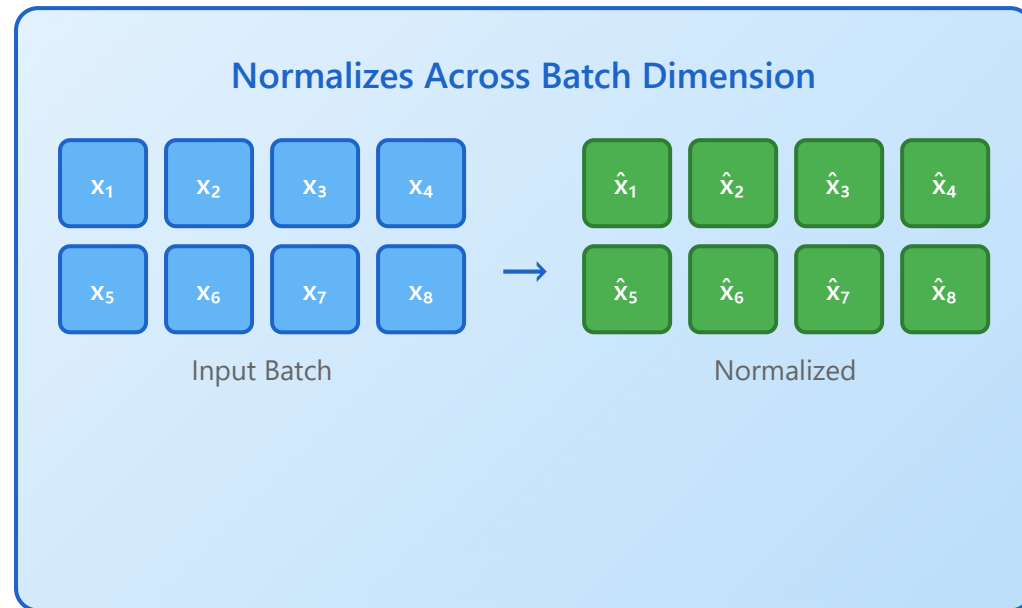 Normalizes Across Batch Dimension
x₁ x₂ x₃ x₄ x̂₁ x̂₂ x̂₃ x̂₄
→
x₅ x₆ x₇ x₈ x̂₅ x̂₆ x̂₇ x̂₈
Input Batch Normalized